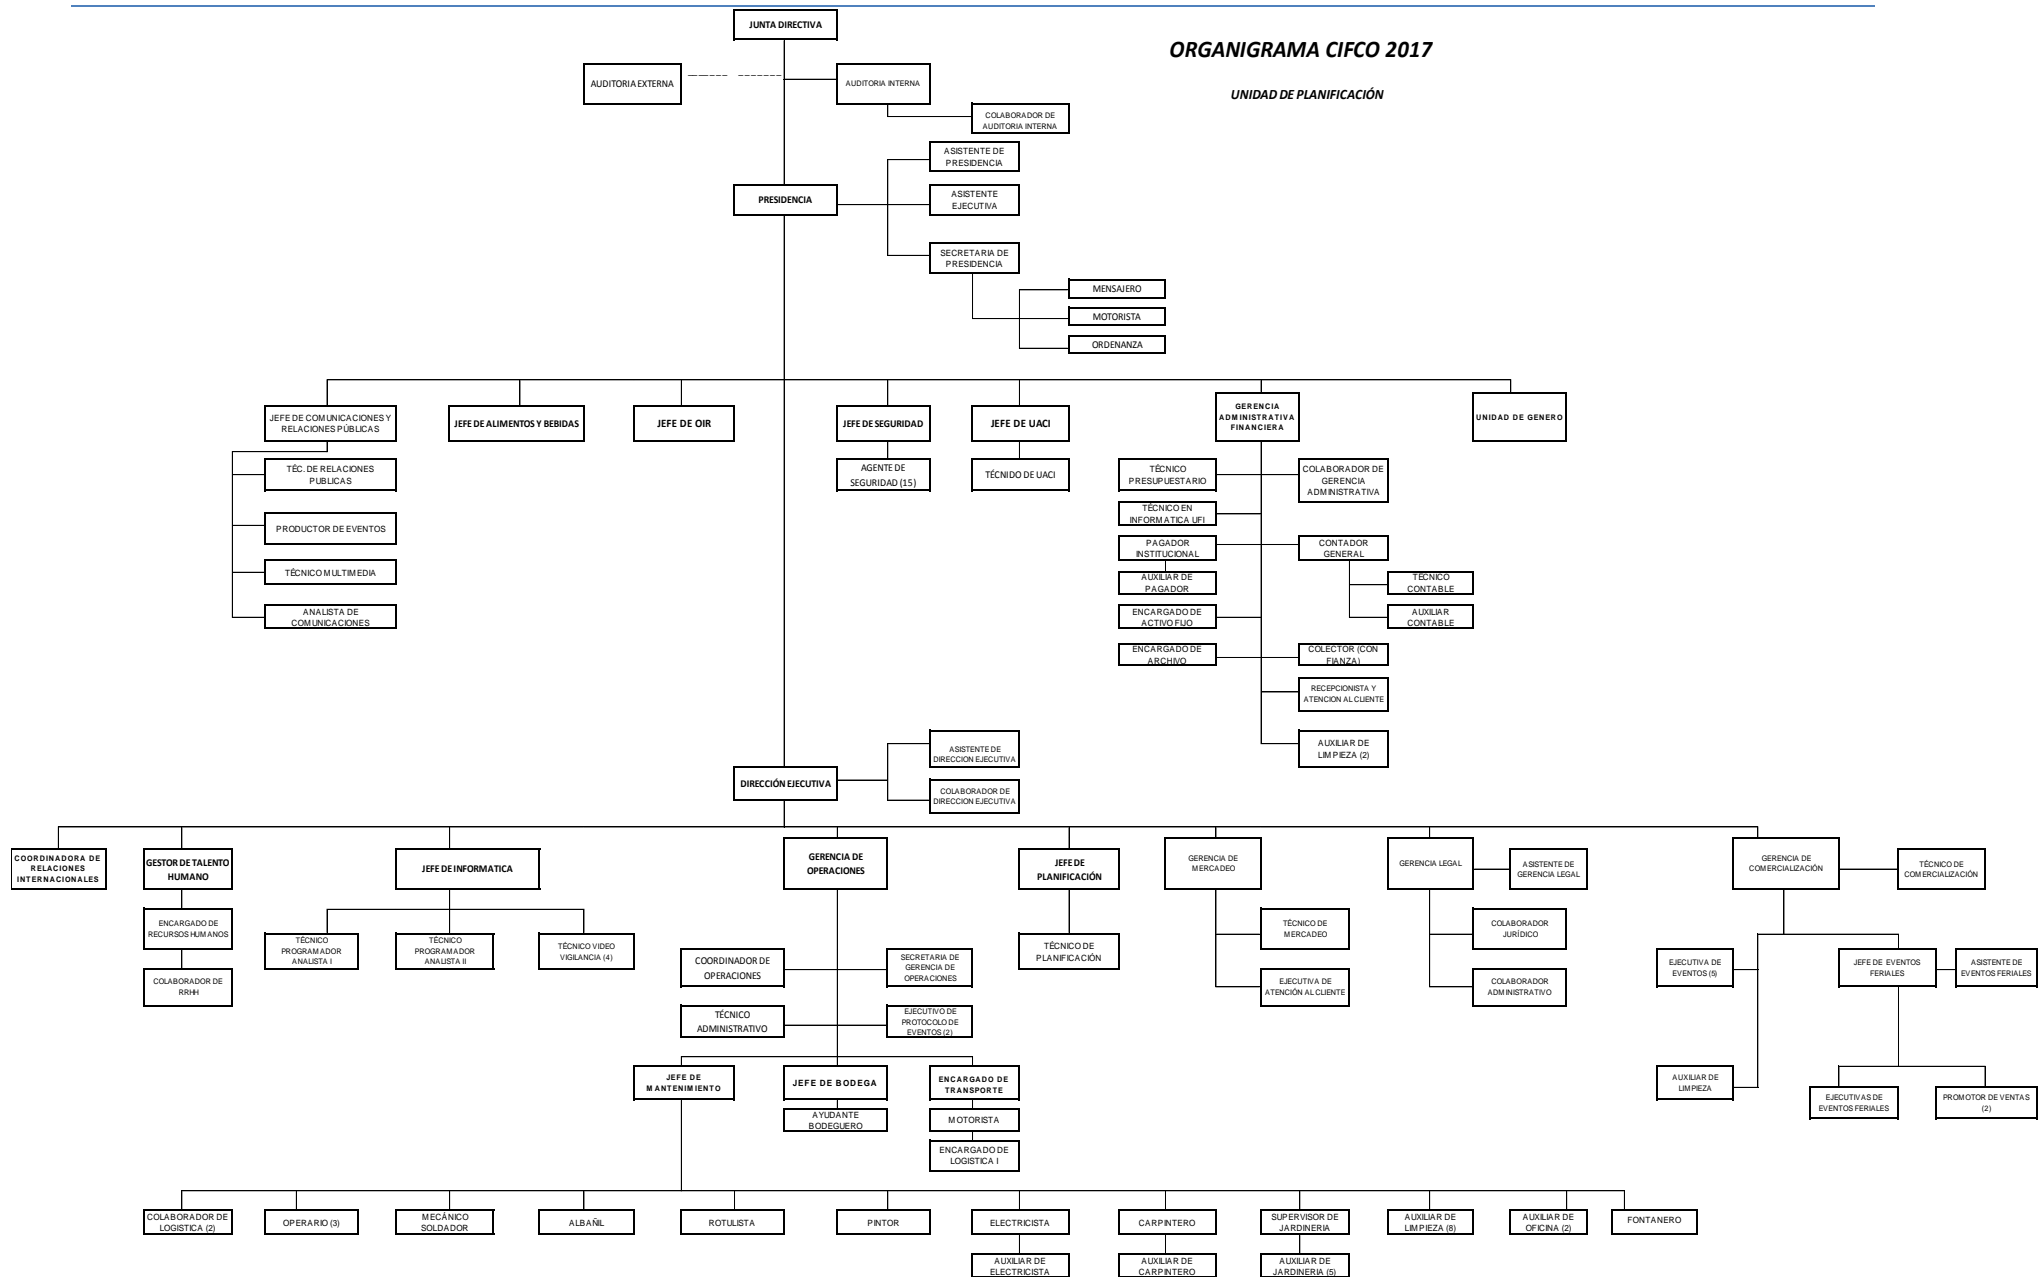 JUNTA DIRECTIVA
ORGANIGRAMA CIFCO 2017
AUDITORIA EXTERNA
AUDITORIA INTERNA
UNIDAD DE PLANIFICACIÓN
COLABORADOR DE
AUDITORIA INTERNA
ASISTENTE DE
PRESIDENCIA
PRESIDENCIA
ASISTENTE
EJECUTIVA
SECRETARIA DE
PRESIDENCIA
MENSAJERO
MOTORISTA
ORDENANZA
JEFE DE COMUNICACIONES Y
RELACIONES PÚBLICAS
JEFE DE ALIMENTOS Y BEBIDAS
JEFE DE OIR
JEFE DE SEGURIDAD
JEFE DE UACI
GERENCIA
ADMINISTRATIVA
FINANCIERA
UNIDAD DE GENERO
TÉC. DE RELACIONES
PUBLICAS
PRODUCTOR DE EVENTOS
TÉCNICO MULTIMEDIA
ANALISTA DE
COMUNICACIONES
AGENTE DE
SEGURIDAD (15)
TÉCNIDO DE UACI
TÉCNICO
PRESUPUESTARIO
COLABORADOR DE
GERENCIA
ADMINISTRATIVA
TÉCNICO EN
INFORMATICA UFI
PAGADOR
INSTITUCIONAL
CONTADOR
GENERAL
AUXILIAR DE
PAGADOR
TÉCNICO
CONTABLE
ENCARGADO DE
ACTIVO FIJO
AUXILIAR
CONTABLE
ENCARGADO DE
ARCHIVO
COLECTOR (CON
FIANZA)
RECEPCIONISTA Y
ATENCION AL CLIENTE
AUXILIAR DE
LIMPIEZA (2)
ASISTENTE DE
DIRECCION EJECUTIVA
DIRECCIÓN EJECUTIVA
COLABORADOR DE
DIRECCION EJECUTIVA
COORDINADORA DE
RELACIONES
INTERNACIONALES
GESTOR DE TALENTO
HUMANO
JEFE DE INFORMATICA
GERENCIA DE
OPERACIONES
JEFE DE
PLANIFICACIÓN
GERENCIA DE
MERCADEO
GERENCIA LEGAL
ASISTENTE DE
GERENCIA LEGAL
GERENCIA DE
COMERCIALIZACIÓN
TÉCNICO DE
COMERCIALIZACIÓN
ENCARGADO DE
RECURSOS HUMANOS
COLABORADOR DE
RRHH
TÉCNICO
PROGRAMADOR
ANALISTA I
TÉCNICO
PROGRAMADOR
ANALISTA II
TÉCNICO VIDEO
VIGILANCIA (4)
COORDINADOR DE
OPERACIONES
SECRETARIA DE
GERENCIA DE
OPERACIONES
TÉCNICO
ADMINISTRATIVO
EJECUTIVO DE
PROTOCOLO DE
EVENTOS (2)
TÉCNICO DE
PLANIFICACIÓN
TÉCNICO DE
MERCADEO
EJECUTIVA DE
ATENCIÓN AL CLIENTE
COLABORADOR
JURÍDICO
COLABORADOR
ADMINISTRATIVO
EJECUTIVA DE
EVENTOS (5)
JEFE DE EVENTOS
FERIALES
ASISTENTE DE
EVENTOS FERIALES
AUXILIAR DE
LIMPIEZA
EJECUTIVAS DE
EVENTOS FERIALES
PROMOTOR DE VENTAS
(2)
JEFE DE
MANTENIMIENTO
JEFE DE BODEGA
ENCARGADO DE
TRANSPORTE
AYUDANTE
BODEGUERO
MOTORISTA
ENCARGADO DE
LOGISTICA I
COLABORADOR DE
LOGISTICA (2)
OPERARIO (3)
MECÁNICO
SOLDADOR
ALBAÑIL
ROTULISTA
PINTOR
ELECTRICISTA
CARPINTERO
SUPERVISOR DE
JARDINERIA
AUXILIAR DE
LIMPIEZA (8)
AUXILIAR DE
OFICINA (2)
FONTANERO
AUXILIAR DE
ELECTRICISTA
AUXILIAR DE
CARPINTERO
AUXILIAR DE
JARDINERIA (5)